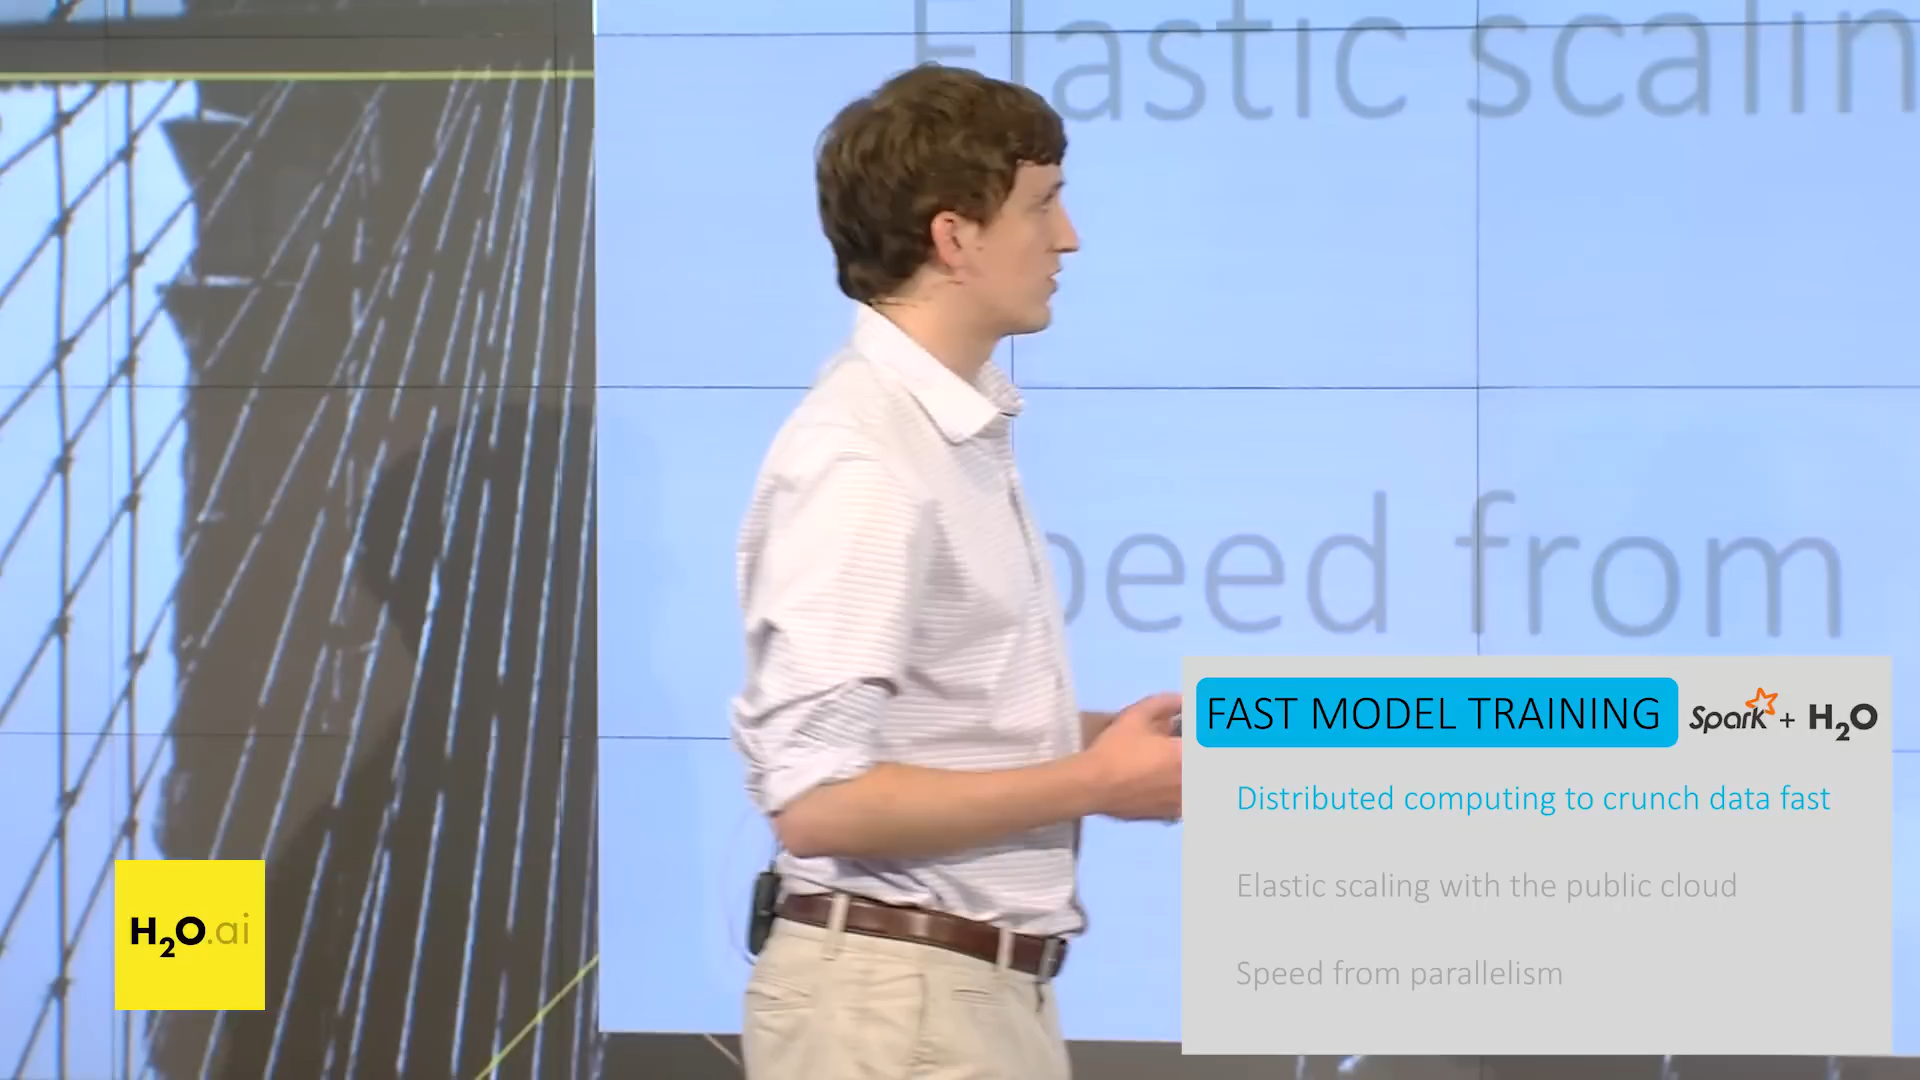 Elastic scalin
peed from
FAST MODEL TRAINING
Spark + H2O
Distributed computing to crunch data fast
Elastic scaling with the public cloud
Speed from parallelism
H2O.ai